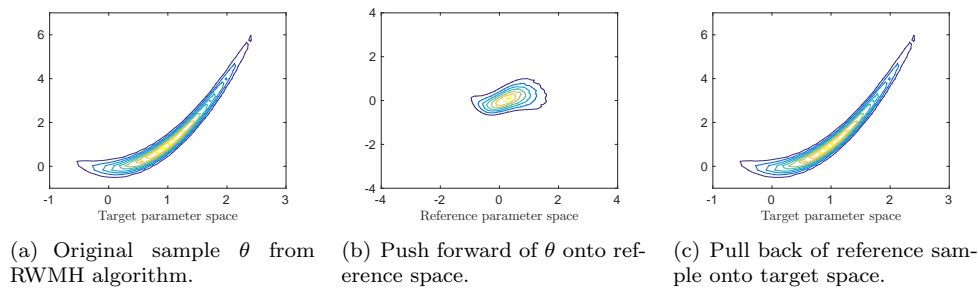 6
4
2
0
-1 0 1 2 3
Target parameter space
4
2
0
-2
-4
-4 -2 0 2 4
Reference parameter space
6
4
2
0
-1 0 1 2 3
Target parameter space
(a) Original sample θ from
RWMH algorithm.
(b) Push forward of θ onto ref-
erence space.
(c) Pull back of reference sam-
ple onto target space.